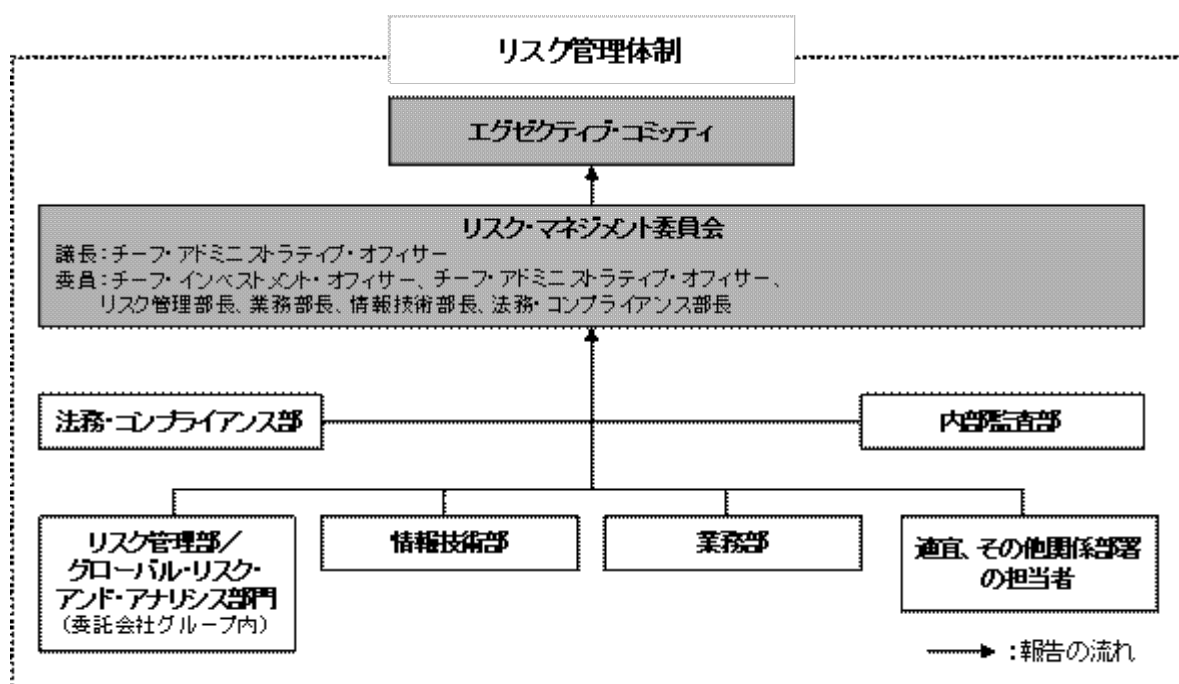 リスク管理体制
エグゼクティブ・コミッティ
リスク・マネジメント委員会
議長：チーフ・アドミニストラティブ・オフィサー
委員：チーフ・インベストメント・オフィサー、チーフ・アドミニストラティブ・オフィサー、
リスク管理部長、業務部長、情報技術部長、法務・コンプライアンス部長
法務・コンプライアンス部
内部監査部
リスク管理部／
グローバル・リスク・
アンド・アナリシス部門
（委託会社グループ内）
情報技術部
業務部
適宜、その他関係部署
の担当者
：報告の流れ